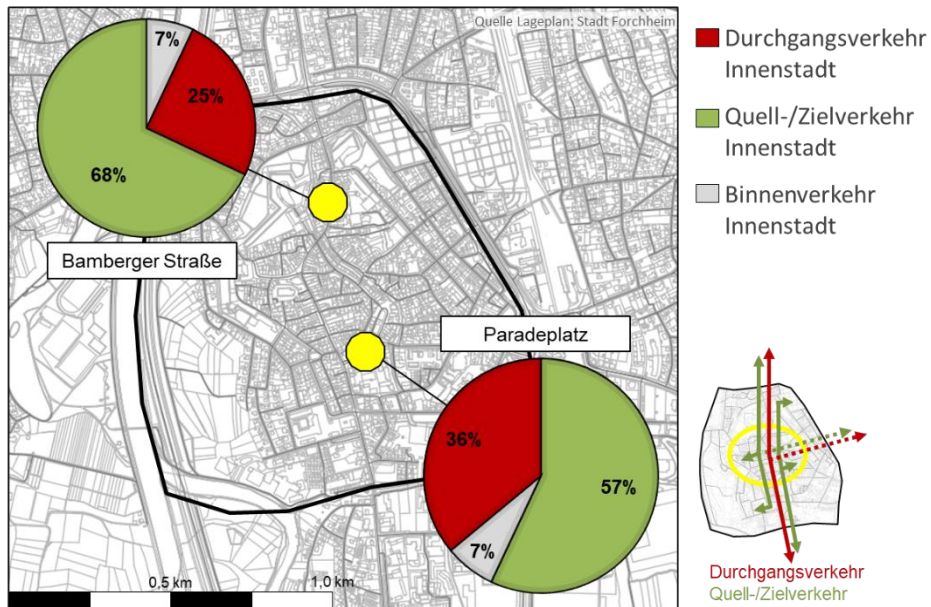 Quelle Lageplan: Stadt Forchheim
7%
25%
68%
Bamberger Straße
Paradeplatz
36%
57%
7%
0,5 km
1,0 km
Durchgangsverkehr
Innenstadt
Quell-/Zielverkehr
Innenstadt
Binnenverkehr
Innenstadt
Durchgangsverkehr
Quell-/Zielverkehr